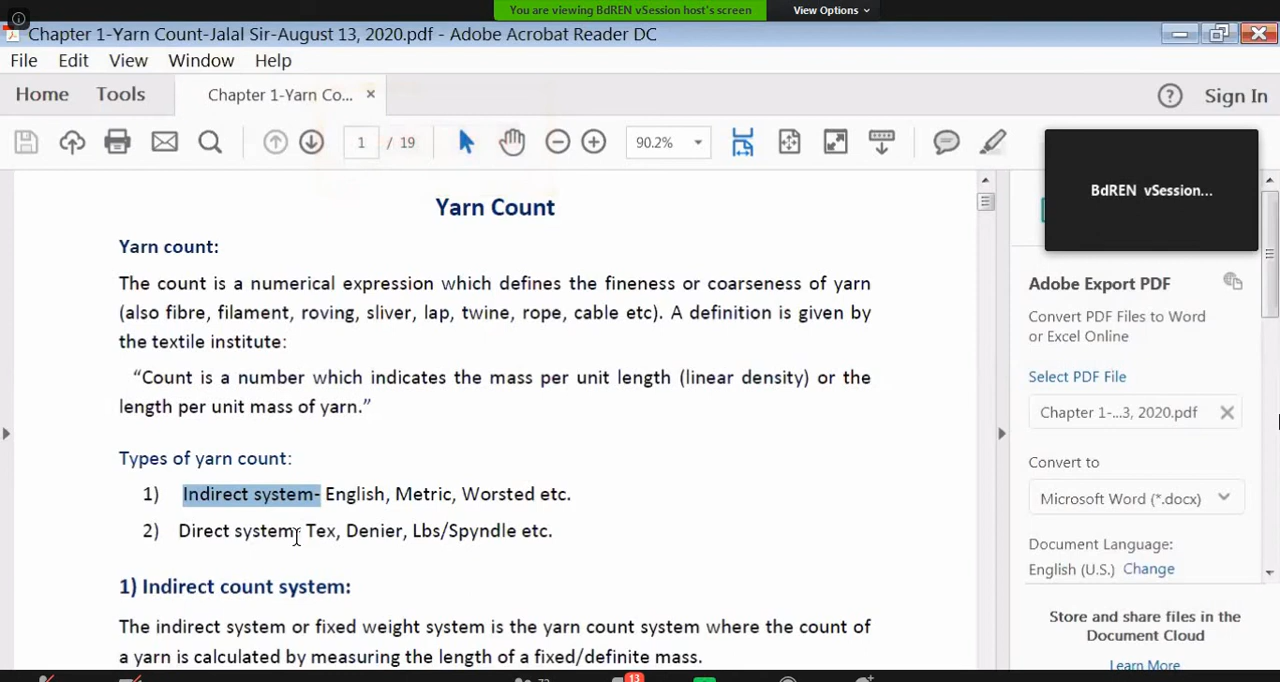 You are viewing BdREN vSession host's screen View Options
Chapter 1-Yarn Count-Jalal Sir-August 13, 2020.pdf - Adobe Acrobat Reader DC
File Edit View Window Help
Home Tools Chapter 1-Yarn Co... × Sign In
1 / 19 90.2%
BdREN vSession...
Yarn Count
Yarn count:
The count is a numerical expression which defines the fineness or coarseness of yarn
(also fibre, filament, roving, sliver, lap, twine, rope, cable etc). A definition is given by
the textile institute:
“Count is a number which indicates the mass per unit length (linear density) or the
length per unit mass of yarn.”
Types of yarn count:
1) Indirect system- English, Metric, Worsted etc.
2) Direct system- Tex, Denier, Lbs/Spyndle etc.
1) Indirect count system:
The indirect system or fixed weight system is the yarn count system where the count of
a yarn is calculated by measuring the length of a fixed/definite mass.
Adobe Export PDF
Convert PDF Files to Word
or Excel Online
Select PDF File
Chapter 1-...3, 2020.pdf
Convert to
Microsoft Word (*.docx)
Document Language:
English (U.S.) Change
Store and share files in the
Document Cloud
Learn More
13